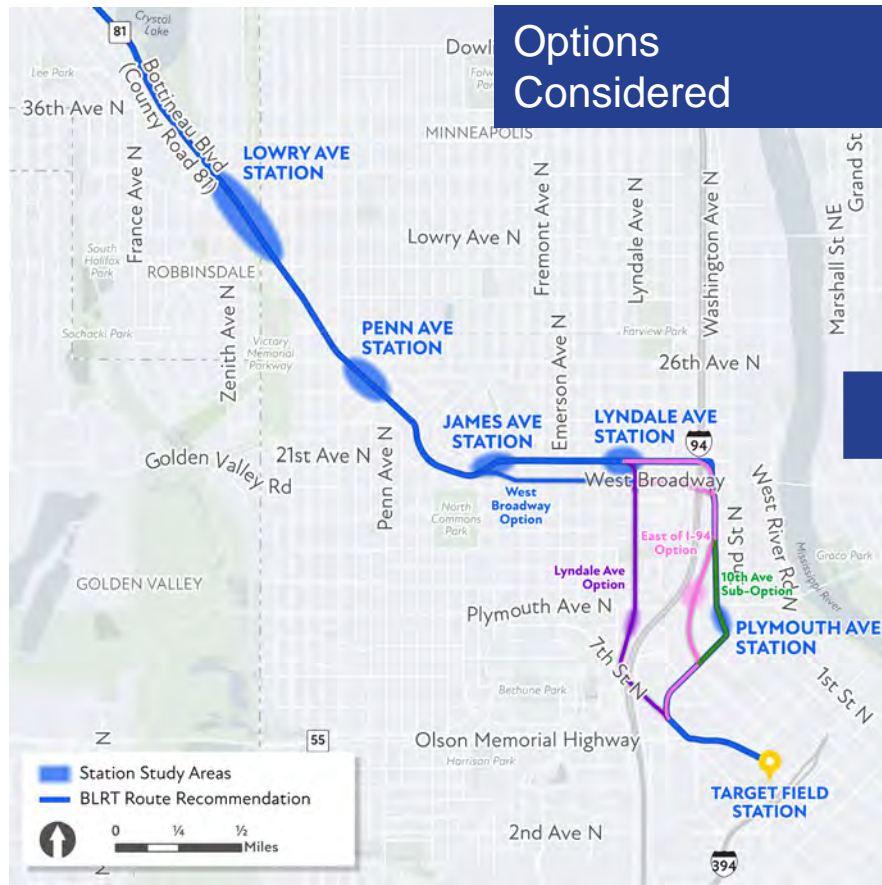 Options
Considered
Crystal
Lake
81
Lee Park
36th Ave N
Bottineau Blvd
(County Road 81)
MINNEAPOLIS
France Ave N
LOWRY AVE
STATION
Fremont Ave N
Lyndale Ave N
Washington Ave N
Grand St
Marshall St NE
Lowry Ave N
South
Halifax
Park
ROBBINSDALE
Zenith Ave N
Sochacki Park
Victory
Memorial
Parkway
PENN AVE
STATION
Farview Park
26th Ave N
Emerson Ave N
JAMES AVE
STATION
LYNDALE AVE
STATION
94
Golden Valley
Rd
21st Ave N
Penn Ave N
West Broadway
West
Broadway
Option
North
Commons
Park
West River Rd N
Mississippi River
Graco Park
East of I-94
Option
Lyndale Ave
Option
10th Ave
Sub-Option
GOLDEN VALLEY
Plymouth Ave N
PLYMOUTH AVE
STATION
7th St N
1st St N
Bethune Park
55
Olson Memorial Highway
Harrison Park
TARGET FIELD
STATION
2nd Ave N
394
Station Study Areas
BLRT Route Recommendation
0 ¼ ½
Miles